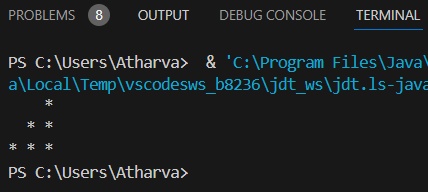 PROBLEMS 8 OUTPUT DEBUG CONSOLE TERMINAL
PS C:\Users\Atharva>  & 'C:\Program Files\Java\
a\Local\Temp\vscodesws_b8236\jdt_ws\jdt.ls-java
    *
  * *
* * *
PS C:\Users\Atharva>